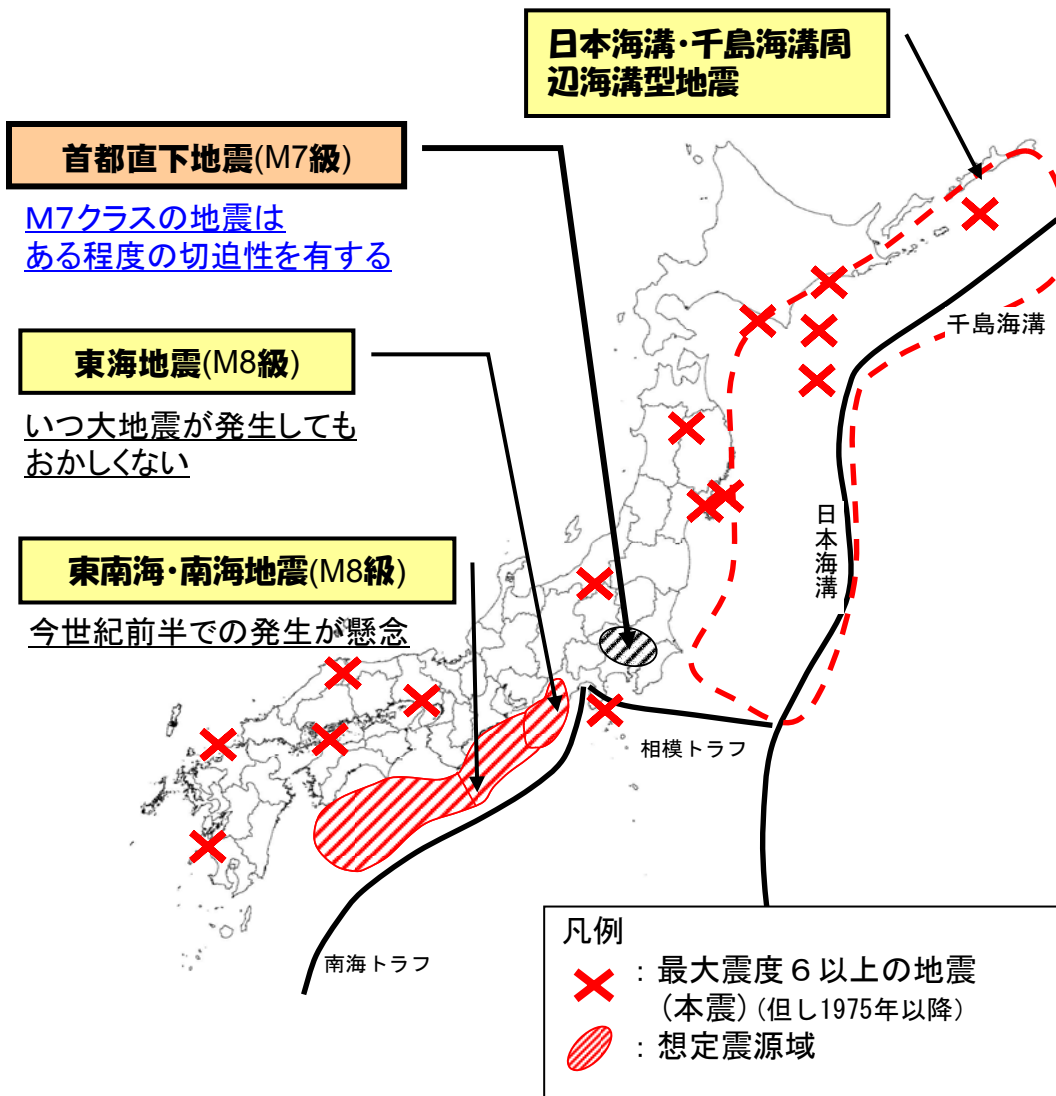 日本海溝・千島海溝周
辺海溝型地震
首都直下地震(M7級)
M7クラスの地震は
ある程度の切迫性を有する
東海地震(M8級)
いつ大地震が発生しても
おかしくない
東南海・南海地震(M8級)
今世紀前半での発生が懸念
千島海溝
日本海溝
相模トラフ
南海トラフ
凡例
：最大震度６以上の地震
(本震)(但し1975年以降)
：想定震源域